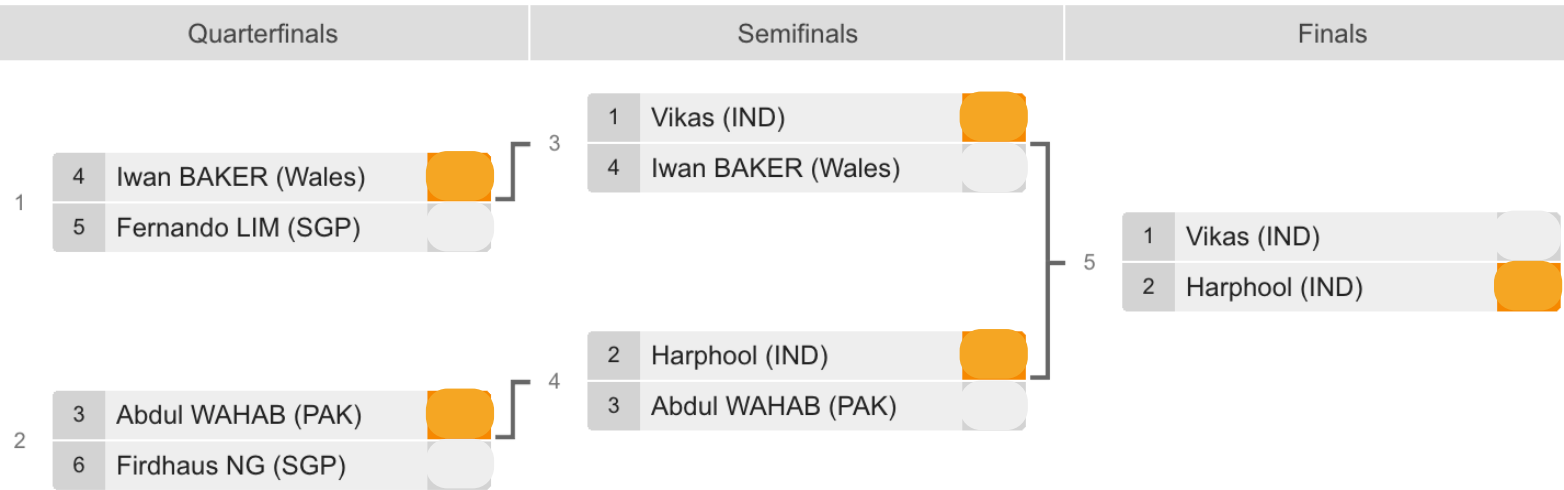 Quarterfinals
Semifinals
Finals
1
4 Iwan BAKER (Wales)
5 Fernando LIM (SGP)
2
3 Abdul WAHAB (PAK)
6 Firdhaus NG (SGP)
3
1 Vikas (IND)
4 Iwan BAKER (Wales)
4
2 Harphool (IND)
3 Abdul WAHAB (PAK)
5
1 Vikas (IND)
2 Harphool (IND)